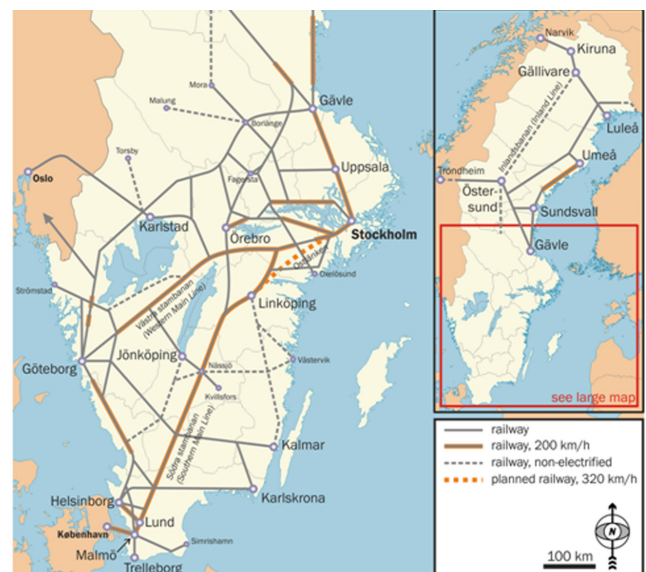 Mora
Malung
Borlänge
Gävle
Torsby
Fagersta
Uppsala
Oslo
Karlstad
Örebro
Stockholm
Ostlänken
Oxelösund
Strömstad
Västra stambanan
(Western Main Line)
Linköping
Göteborg
Jönköping
Nässjö
Västervik
Kvillsfors
Södra stambanan
(Southern Main Line)
Kalmar
Helsinborg
Karlskrona
Lund
København
Malmö
Simrishamn
Trelleborg
Narvik
Kiruna
Gällivare
Inlandsbanan (Inland Line)
Luleå
Umeå
Trondheim
Öster-
sund
Sundsvall
Gävle
see large map
railway
railway, 200 km/h
railway, non-electrified
planned railway, 320 km/h
N
100 km